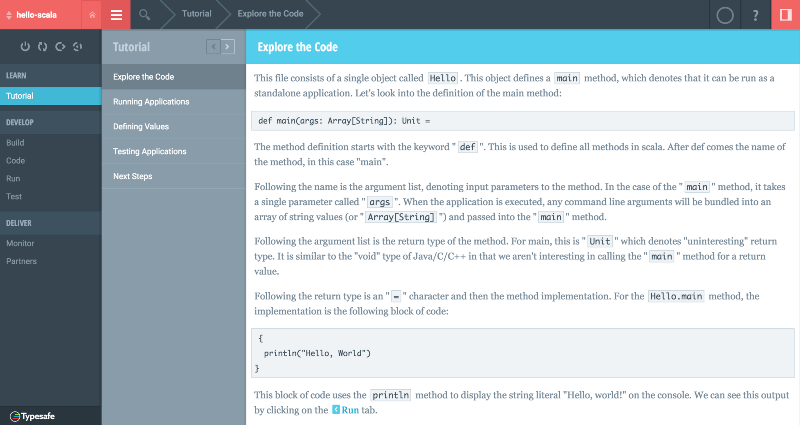 hello-scala
Tutorial
Explore the Code
?
LEARN
Tutorial
DEVELOP
Build
Code
Run
Test
DELIVER
Monitor
Partners
Typesafe
Tutorial
Explore the Code
Running Applications
Defining Values
Testing Applications
Next Steps
Explore the Code
This file consists of a single object called Hello . This object defines a main method, which denotes that it can be run as a
standalone application. Let's look into the definition of the main method:
def main(args: Array[String]): Unit =
The method definition starts with the keyword " def ". This is used to define all methods in scala. After def comes the name of
the method, in this case "main".
Following the name is the argument list, denoting input parameters to the method. In the case of the " main " method, it takes
a single parameter called " args ". When the application is executed, any command line arguments will be bundled into an
array of string values (or " Array[String] ") and passed into the " main " method.
Following the argument list is the return type of the method. For main, this is " Unit " which denotes "uninteresting" return
type. It is similar to the "void" type of Java/C/C++ in that we aren't interesting in calling the " main " method for a return
value.
Following the return type is an " = " character and then the method implementation. For the Hello.main method, the
implementation is the following block of code:
{
println("Hello, World")
}
This block of code uses the println method to display the string literal "Hello, world!" on the console. We can see this output
by clicking on the Run tab.